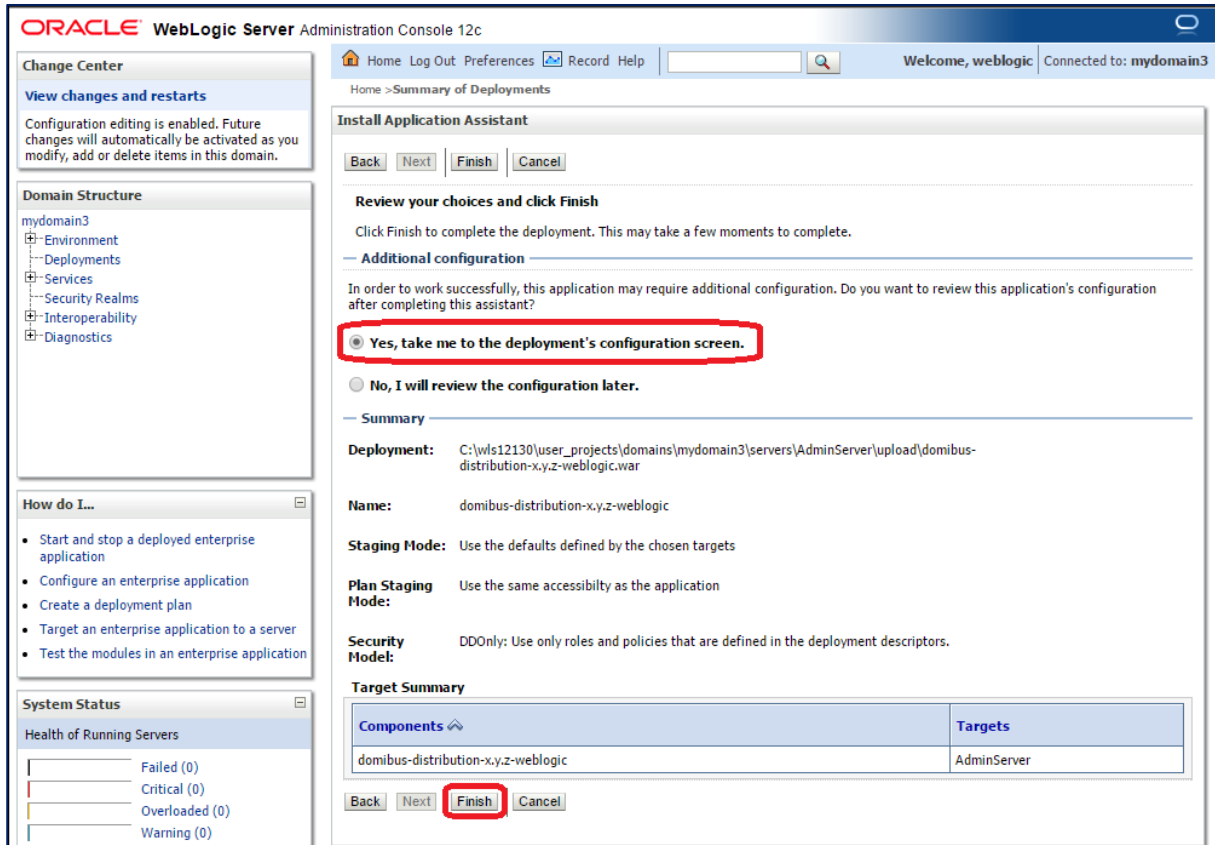 ORACLE WebLogic Server Administration Console 12c
Change Center
View changes and restarts
Configuration editing is enabled. Future
changes will automatically be activated as you
modify, add or delete items in this domain.
Domain Structure
mydomain3
Environment
Deployments
Services
Security Realms
Interoperability
Diagnostics
How do I...
Start and stop a deployed enterprise
application
Configure an enterprise application
Create a deployment plan
Target an enterprise application to a server
Test the modules in an enterprise application
System Status
Health of Running Servers
Failed (0)
Critical (0)
Overloaded (0)
Warning (0)
Home Log Out Preferences Record Help
Welcome, weblogic Connected to: mydomain3
Home >Summary of Deployments
Install Application Assistant
Back Next Finish Cancel
Review your choices and click Finish
Click Finish to complete the deployment. This may take a few moments to complete.
Additional configuration
In order to work successfully, this application may require additional configuration. Do you want to review this application's configuration
after completing this assistant?
Yes, take me to the deployment's configuration screen.
No, I will review the configuration later.
Summary
Deployment: C:\wls12130\user_projects\domains\mydomain3\servers\AdminServer\upload\domibus-
distribution-x.y.z-weblogic.war
Name: domibus-distribution-x.y.z-weblogic
Staging Mode: Use the defaults defined by the chosen targets
Plan Staging Use the same accessibilty as the application
Mode:
Security DDOnly: Use only roles and policies that are defined in the deployment descriptors.
Model:
Target Summary
Components Targets
domibus-distribution-x.y.z-weblogic AdminServer
Back Next Finish Cancel